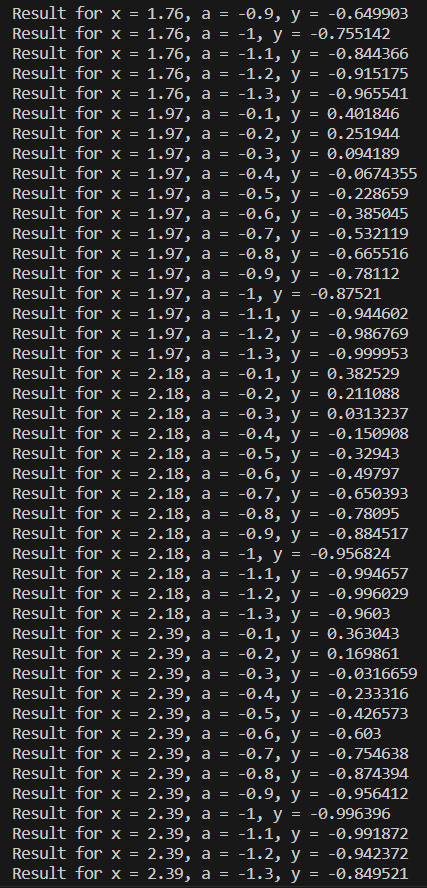 Result for x = 1.76, a = -0.9, y = -0.649903
Result for x = 1.76, a = -1, y = -0.755142
Result for x = 1.76, a = -1.1, y = -0.844366
Result for x = 1.76, a = -1.2, y = -0.915175
Result for x = 1.76, a = -1.3, y = -0.965541
Result for x = 1.97, a = -0.1, y = 0.401846
Result for x = 1.97, a = -0.2, y = 0.251944
Result for x = 1.97, a = -0.3, y = 0.094189
Result for x = 1.97, a = -0.4, y = -0.0674355
Result for x = 1.97, a = -0.5, y = -0.228659
Result for x = 1.97, a = -0.6, y = -0.385045
Result for x = 1.97, a = -0.7, y = -0.532119
Result for x = 1.97, a = -0.8, y = -0.665516
Result for x = 1.97, a = -0.9, y = -0.78112
Result for x = 1.97, a = -1, y = -0.87521
Result for x = 1.97, a = -1.1, y = -0.944602
Result for x = 1.97, a = -1.2, y = -0.986769
Result for x = 1.97, a = -1.3, y = -0.999953
Result for x = 2.18, a = -0.1, y = 0.382529
Result for x = 2.18, a = -0.2, y = 0.211088
Result for x = 2.18, a = -0.3, y = 0.0313237
Result for x = 2.18, a = -0.4, y = -0.150908
Result for x = 2.18, a = -0.5, y = -0.32943
Result for x = 2.18, a = -0.6, y = -0.49797
Result for x = 2.18, a = -0.7, y = -0.650393
Result for x = 2.18, a = -0.8, y = -0.78095
Result for x = 2.18, a = -0.9, y = -0.884517
Result for x = 2.18, a = -1, y = -0.956824
Result for x = 2.18, a = -1.1, y = -0.994657
Result for x = 2.18, a = -1.2, y = -0.996029
Result for x = 2.18, a = -1.3, y = -0.9603
Result for x = 2.39, a = -0.1, y = 0.363043
Result for x = 2.39, a = -0.2, y = 0.169861
Result for x = 2.39, a = -0.3, y = -0.0316659
Result for x = 2.39, a = -0.4, y = -0.233316
Result for x = 2.39, a = -0.5, y = -0.426573
Result for x = 2.39, a = -0.6, y = -0.603
Result for x = 2.39, a = -0.7, y = -0.754638
Result for x = 2.39, a = -0.8, y = -0.874394
Result for x = 2.39, a = -0.9, y = -0.956412
Result for x = 2.39, a = -1, y = -0.996396
Result for x = 2.39, a = -1.1, y = -0.991872
Result for x = 2.39, a = -1.2, y = -0.942372
Result for x = 2.39, a = -1.3, y = -0.849521